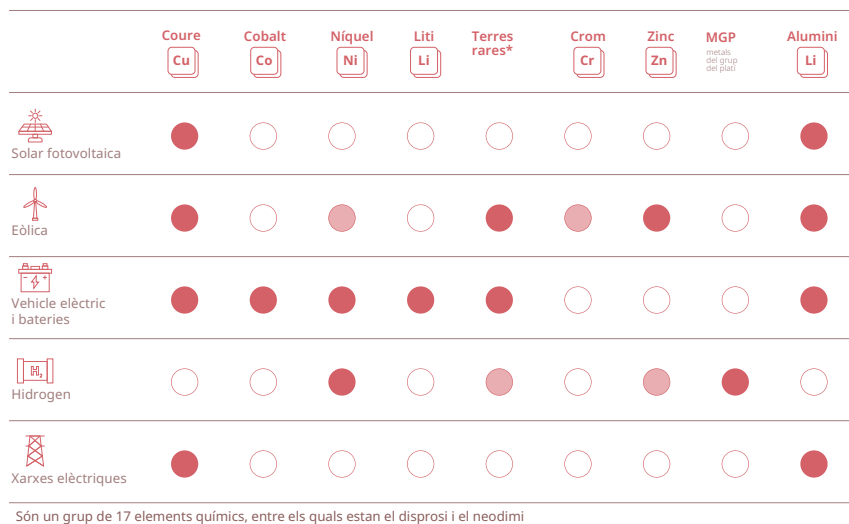 Coure
Cobalt
Níquel
Liti
Terres
rares*
Crom
Zinc
MGP
metals
del grup
del platí
Alumini
Cu
Co
Ni
Li
Cr
Zn
Li
Solar fotovoltaica
Eòlica
Vehicle elèctric
i bateries
H₂
Hidrogen
Xarxes elèctriques
Són un grup de 17 elements químics, entre els quals estan el disprosi i el neodimi